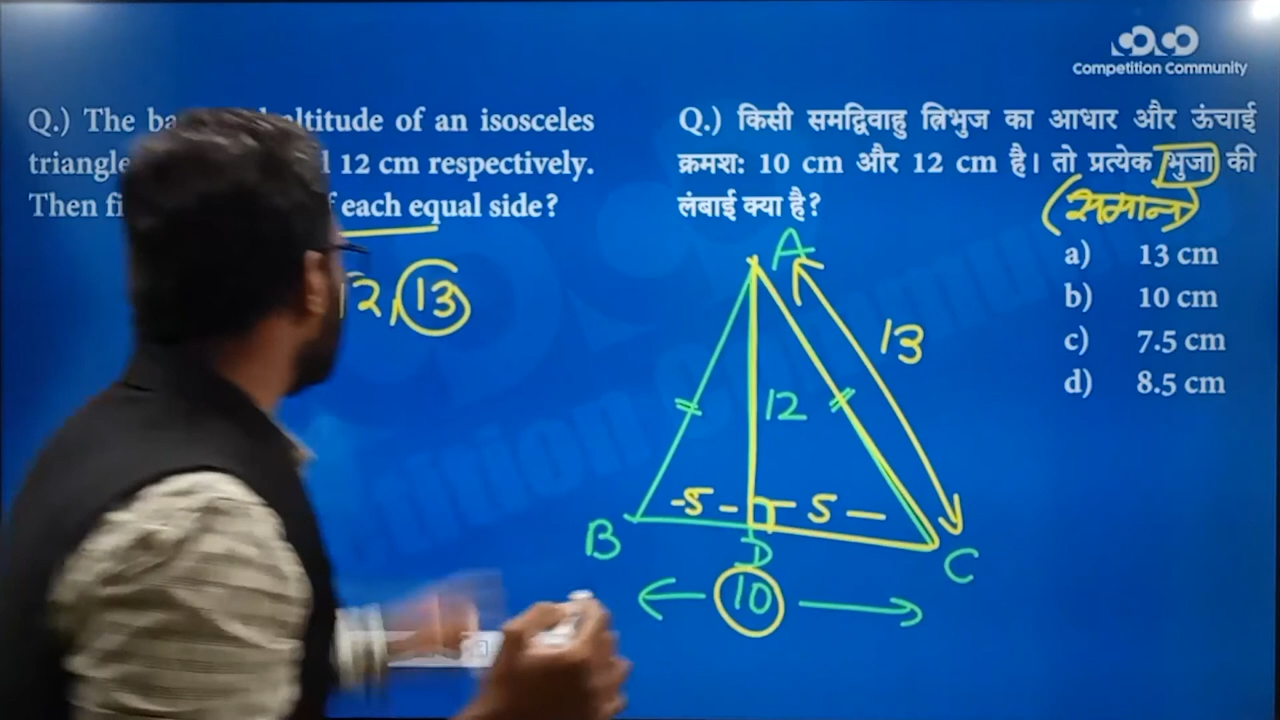 Competition Community
Q.) The altitude of an isosceles
triangle 12 cm respectively.
Then each equal side?
Q.) किसी समद्विवाहु त्रिभुज का आधार और ऊंचाई
क्रमश: 10 cm और 12 cm है। तो प्रत्येक भुजा की
लंबाई क्या है?
(समान)
a) 13 cm
b) 10 cm
c) 7.5 cm
d) 8.5 cm
12, 13
A
13
12
5 5
B D C
10